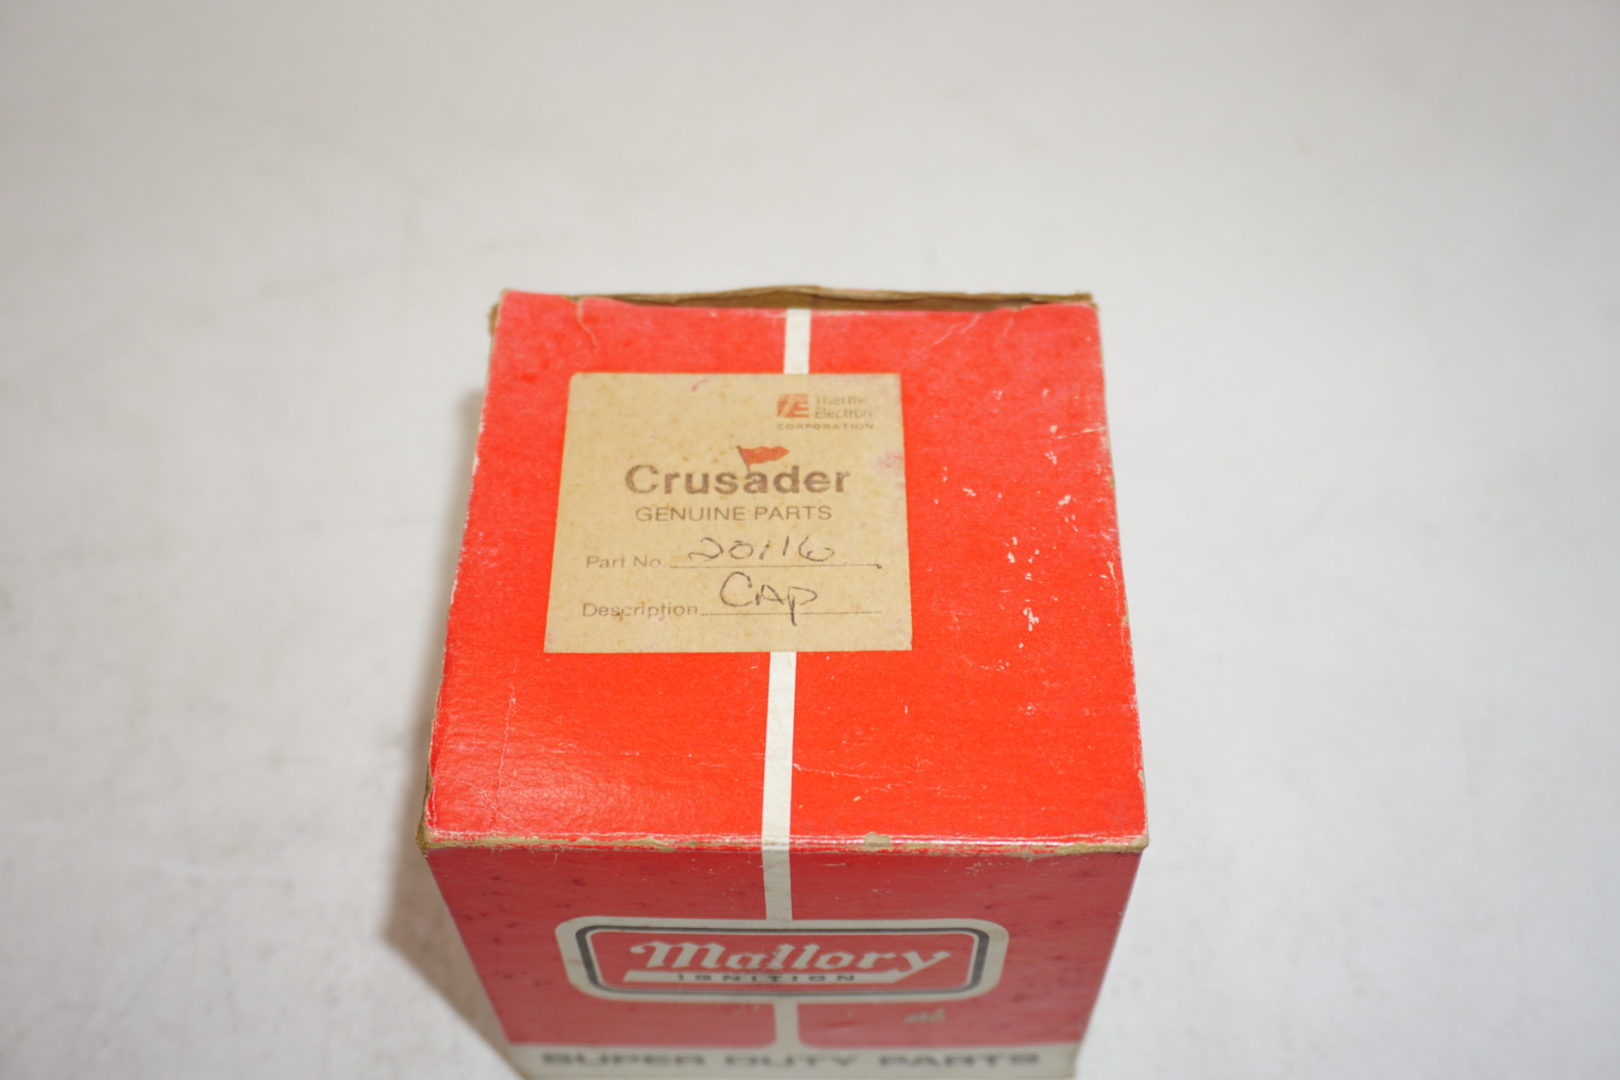 Thermo
Electron
CORPORATION
Crusader
GENUINE PARTS
Part No 20116
Description CAp
Mallory
IGNITION
SUPER DUTY PARTS